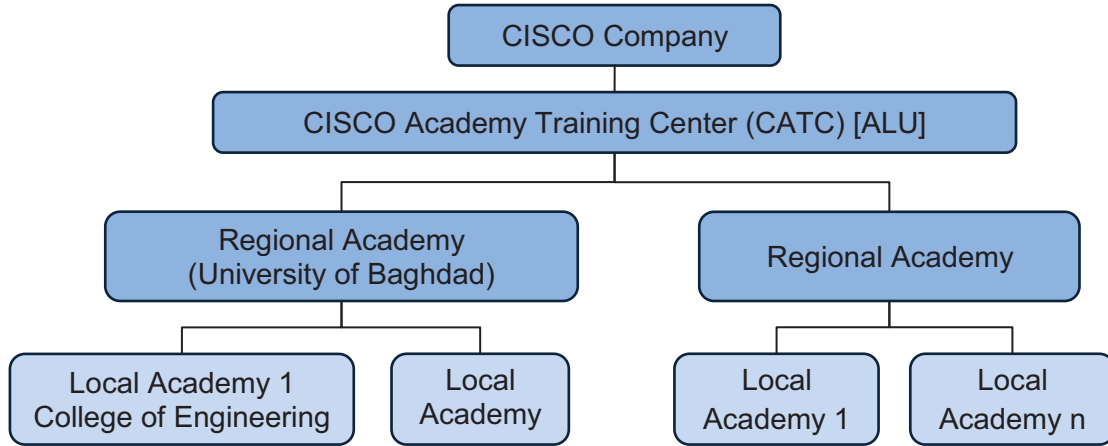 CISCO Company
CISCO Academy Training Center (CATC) [ALU]
Regional Academy
(University of Baghdad)
Regional Academy
Local Academy 1
College of Engineering
Local
Academy
Local
Academy 1
Local
Academy n